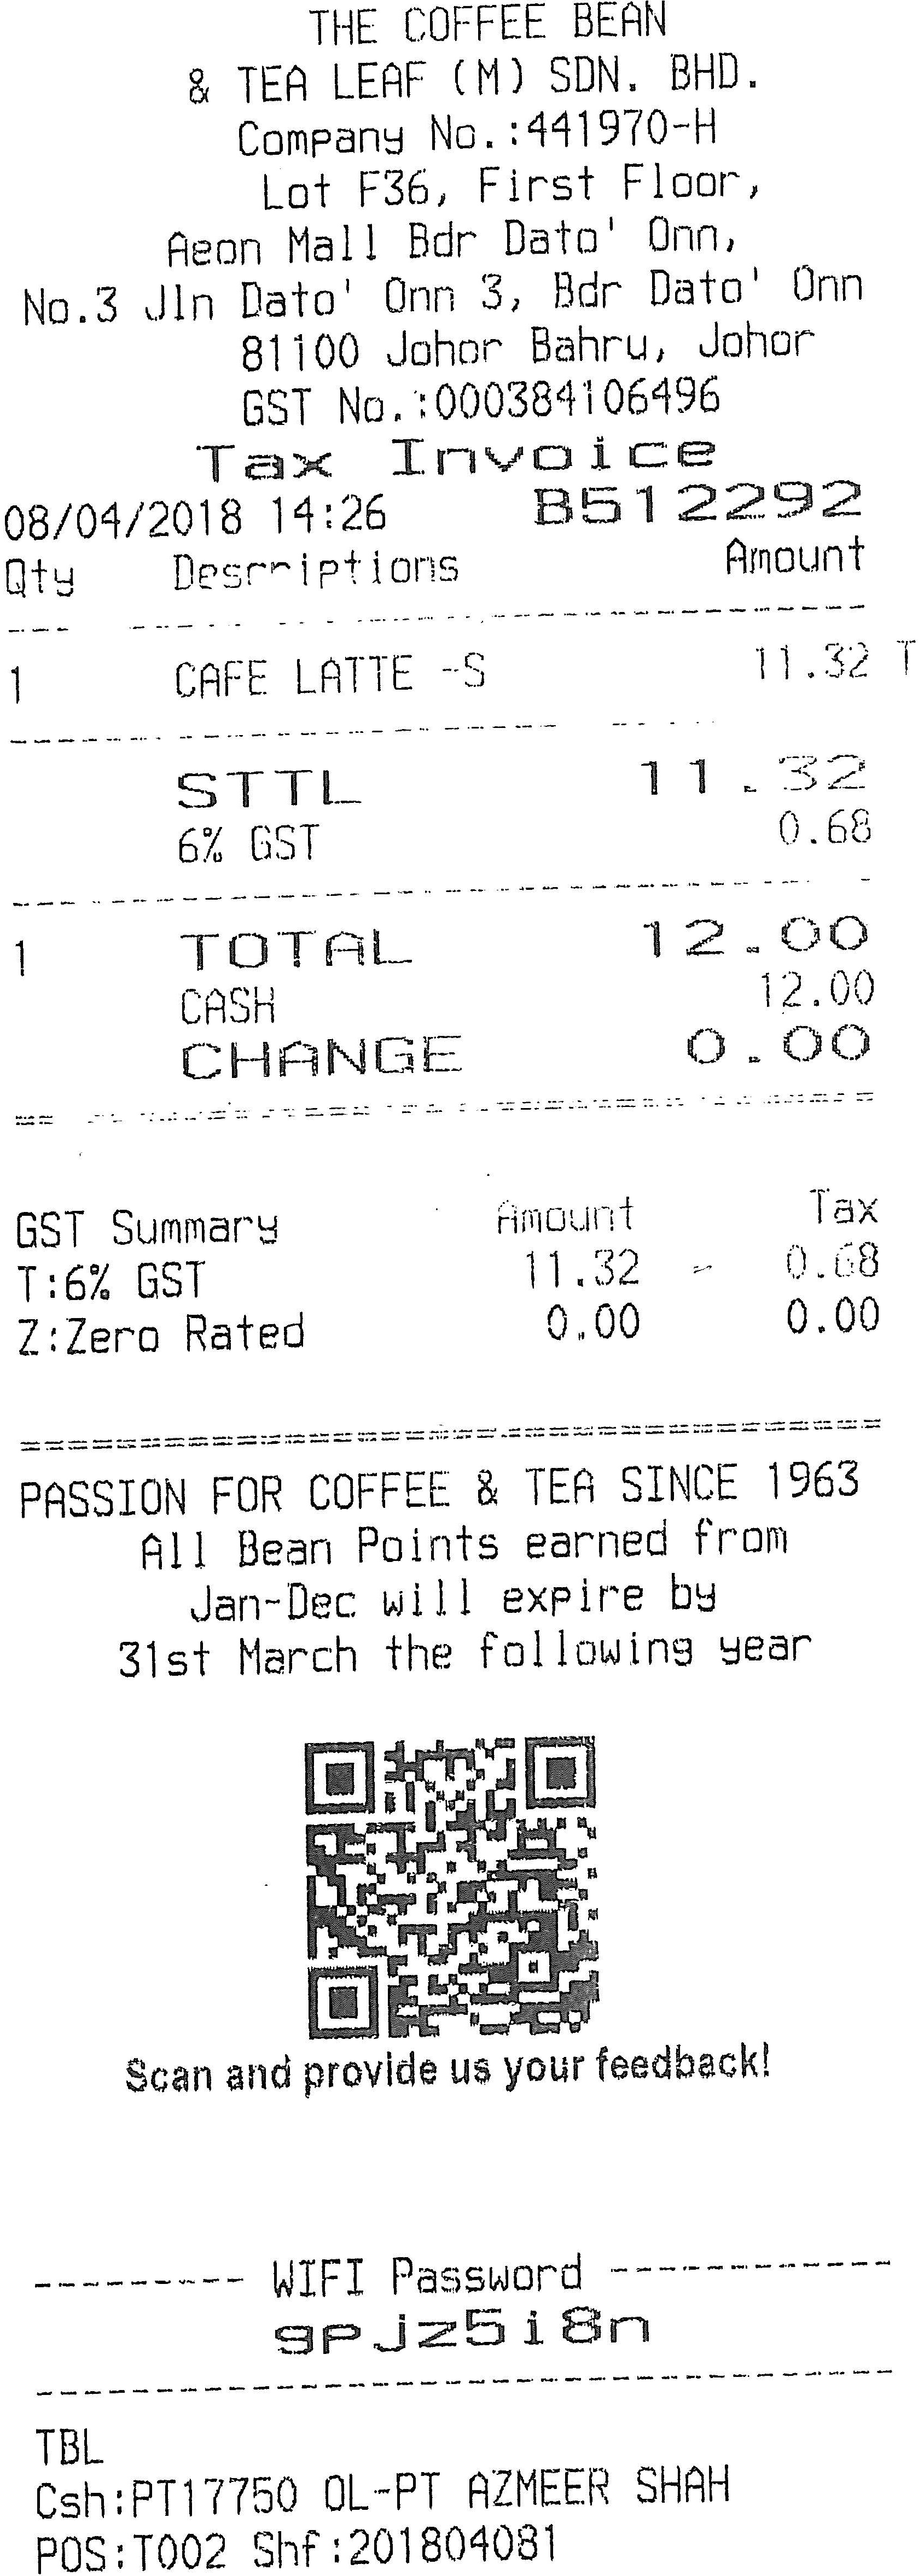 THE COFFEE BEAN
& TEA LEAF (M) SDN. BHD.
Company No.:441970-H
Lot F36, First Floor,
Aeon Mall Bdr Dato' Onn,
No.3 Jln Dato' Onn 3, Bdr Dato' Onn
81100 Johor Bahru, Johor
GST No.:000384106496
Tax Invoice
08/04/2018 14:26 B512292
Qty Descriptions Amount
1 CAFE LATTE -S 11.32 T
STTL 11.32
6% GST 0.68
1 TOTAL 12.00
CASH 12.00
CHANGE 0.00
GST Summary Amount Tax
T:6% GST 11.32 0.68
Z:Zero Rated 0.00 0.00
PASSION FOR COFFEE & TEA SINCE 1963
All Bean Points earned from
Jan-Dec will expire by
31st March the following year
Scan and provide us your feedback!
--------- WIFI Password ------------
gpjz5i8n
TBL
Csh:PT17750 OL-PT AZMEER SHAH
POS:T002 Shf:201804081